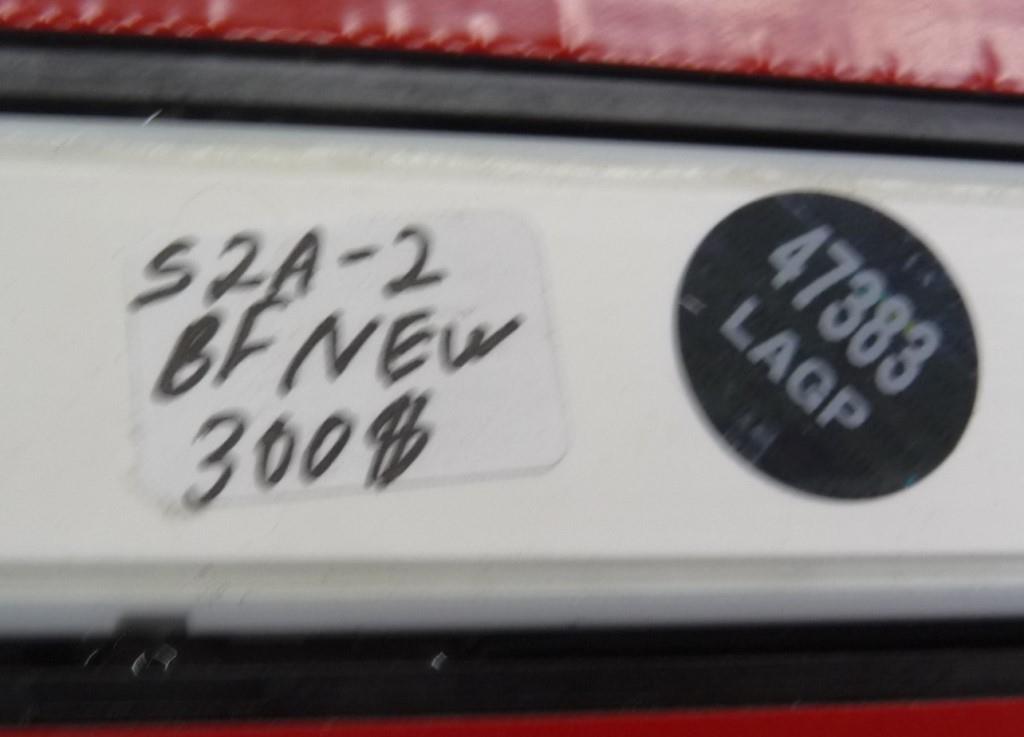 S2A-2
BF NEW
300$
47383
LAQP